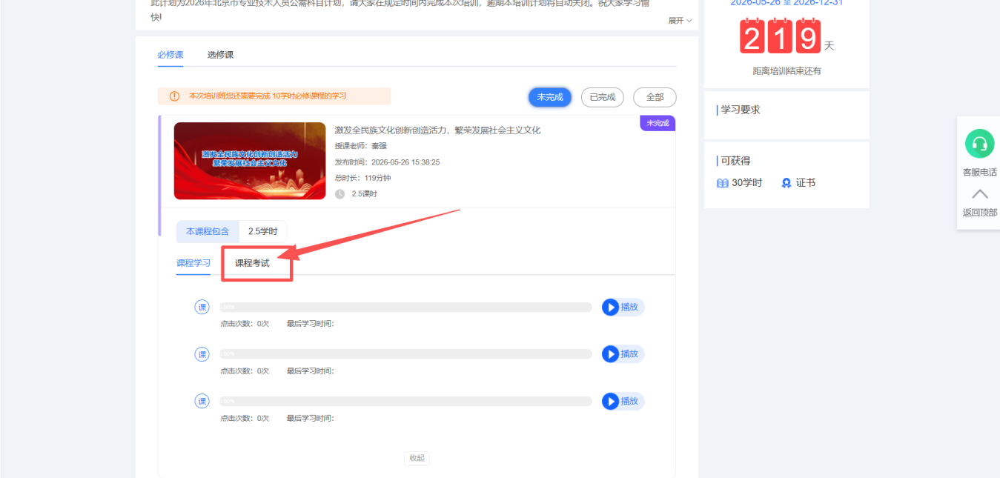 此计划为2026年北京市专业技术人员公需科目计划，请大家在规定时间内完成本次培训，逾期本培训计划将自动关闭。祝大家学习愉
快!
展开
必修课 选修课
本次培训班您还需要完成 10学时必修课程的学习
未完成 已完成 全部
未完成
激发全民族文化创新创造活力
繁荣发展社会主义文化
激发全民族文化创新创造活力，繁荣发展社会主义文化
授课老师：秦强
发布时间：2026-05-26 15:38:25
总时长：119分钟
2.5课时
本课程包含 2.5学时
课程学习 课程考试
课 0.00% 播放
点击次数：0次 最后学习时间：
课 0.00% 播放
点击次数：0次 最后学习时间：
课 0.00% 播放
点击次数：0次 最后学习时间：
收起
2026-05-26 至 2026-12-31
219 天
距离培训结束还有
学习要求
可获得
30学时 证书
客服电话
返回顶部